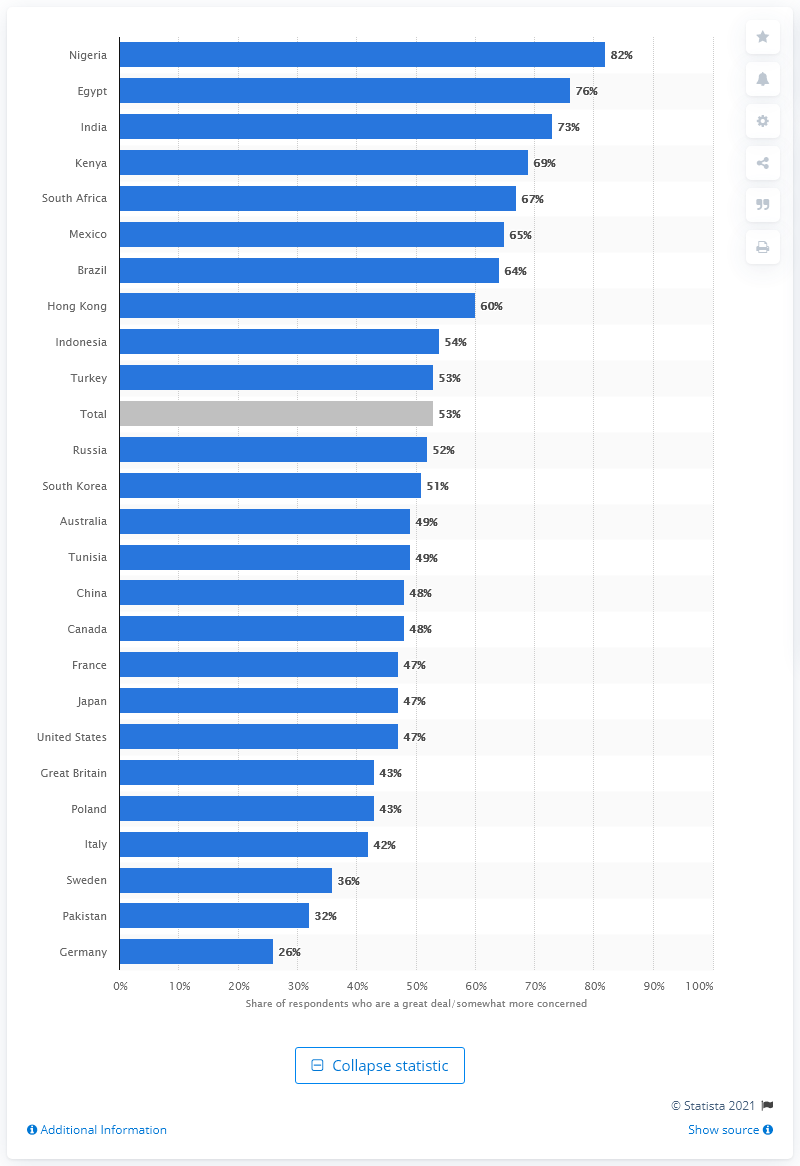 Nigeria 82%
Egypt 76%
India 73%
Kenya 69%
South Africa 67%
Mexico 65%
Brazil 64%
Hong Kong 60%
Indonesia 54%
Turkey 53%
Total 53%
Russia 52%
South Korea 51%
Australia 49%
Tunisia 49%
China 48%
Canada 48%
France 47%
Japan 47%
United States 47%
Great Britain 43%
Poland 43%
Italy 42%
Sweden 36%
Pakistan 32%
Germany 26%
0% 10% 20% 30% 40% 50% 60% 70% 80% 90% 100%
Share of respondents who are a great deal/somewhat more concerned
Collapse statistic
© Statista 2021
Additional Information Show source